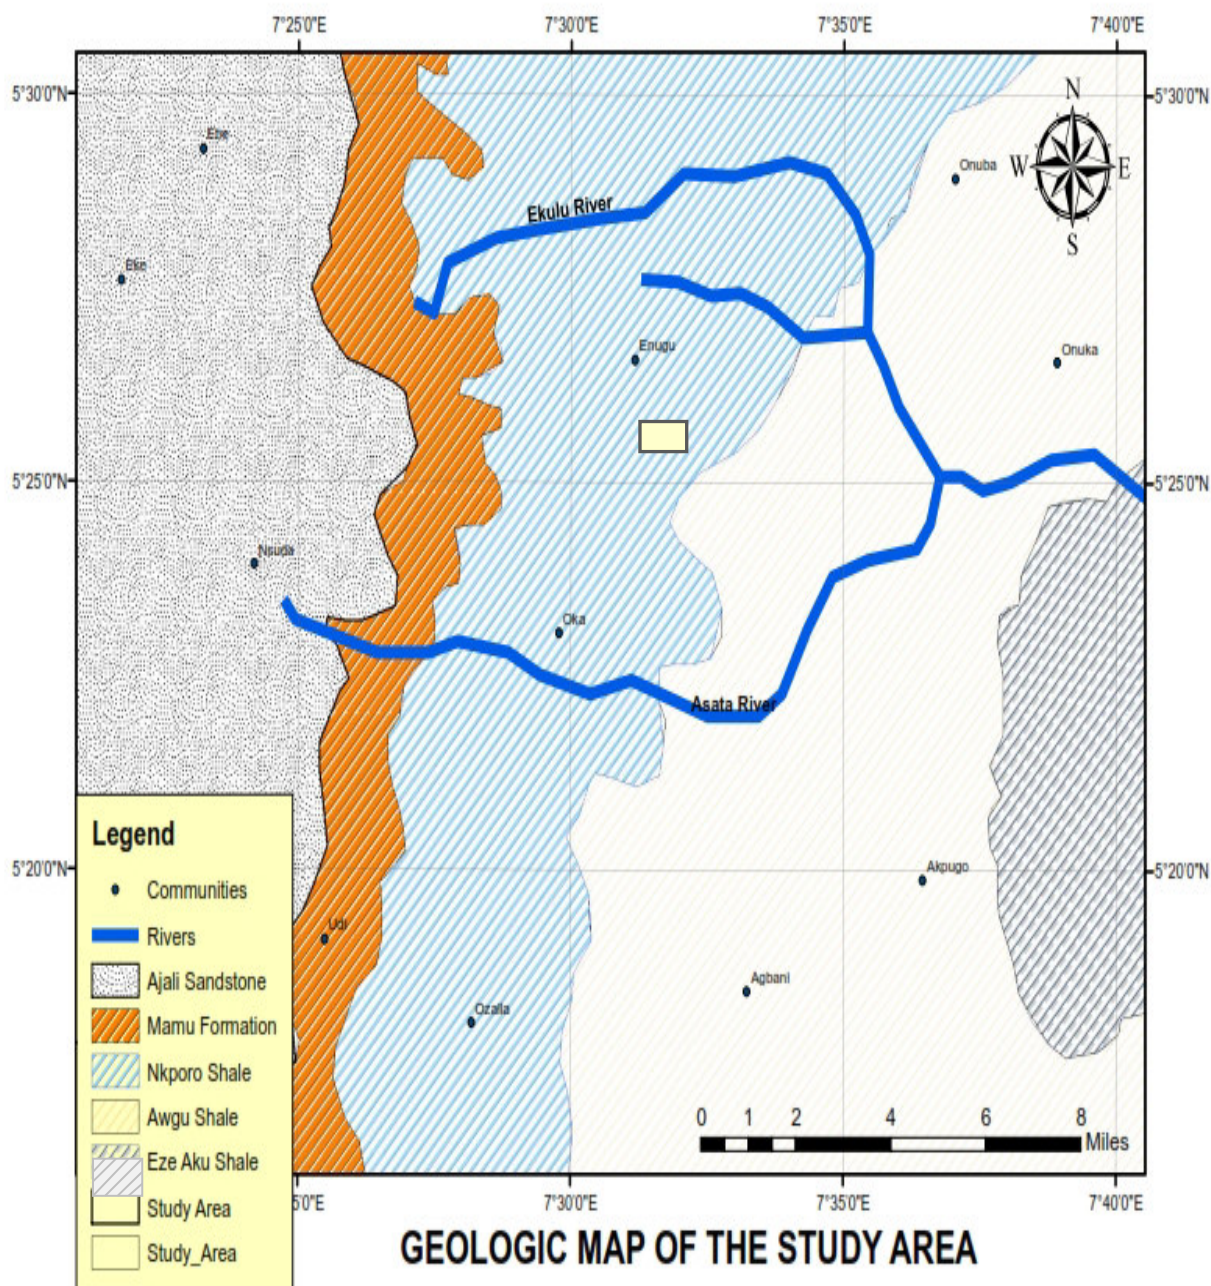 7°25'0"E 7°30'0"E 7°35'0"E 7°40'0"E
5°30'0"N 5°30'0"N
N
W E
S
Ebe
Onuba
Ekulu River
Eke
Enugu
Onuka
5°25'0"N 5°25'0"N
Nsude
Oka
Asata River
5°20'0"N 5°20'0"N
Akpugo
Udi
Agbani
Ozalla
Legend
Communities
Rivers
Ajali Sandstone
Mamu Formation
Nkporo Shale
Awgu Shale
Eze Aku Shale
Study Area
Study_Area
0 1 2 4 6 8
Miles
5'0"E 7°30'0"E 7°35'0"E 7°40'0"E
GEOLOGIC MAP OF THE STUDY AREA